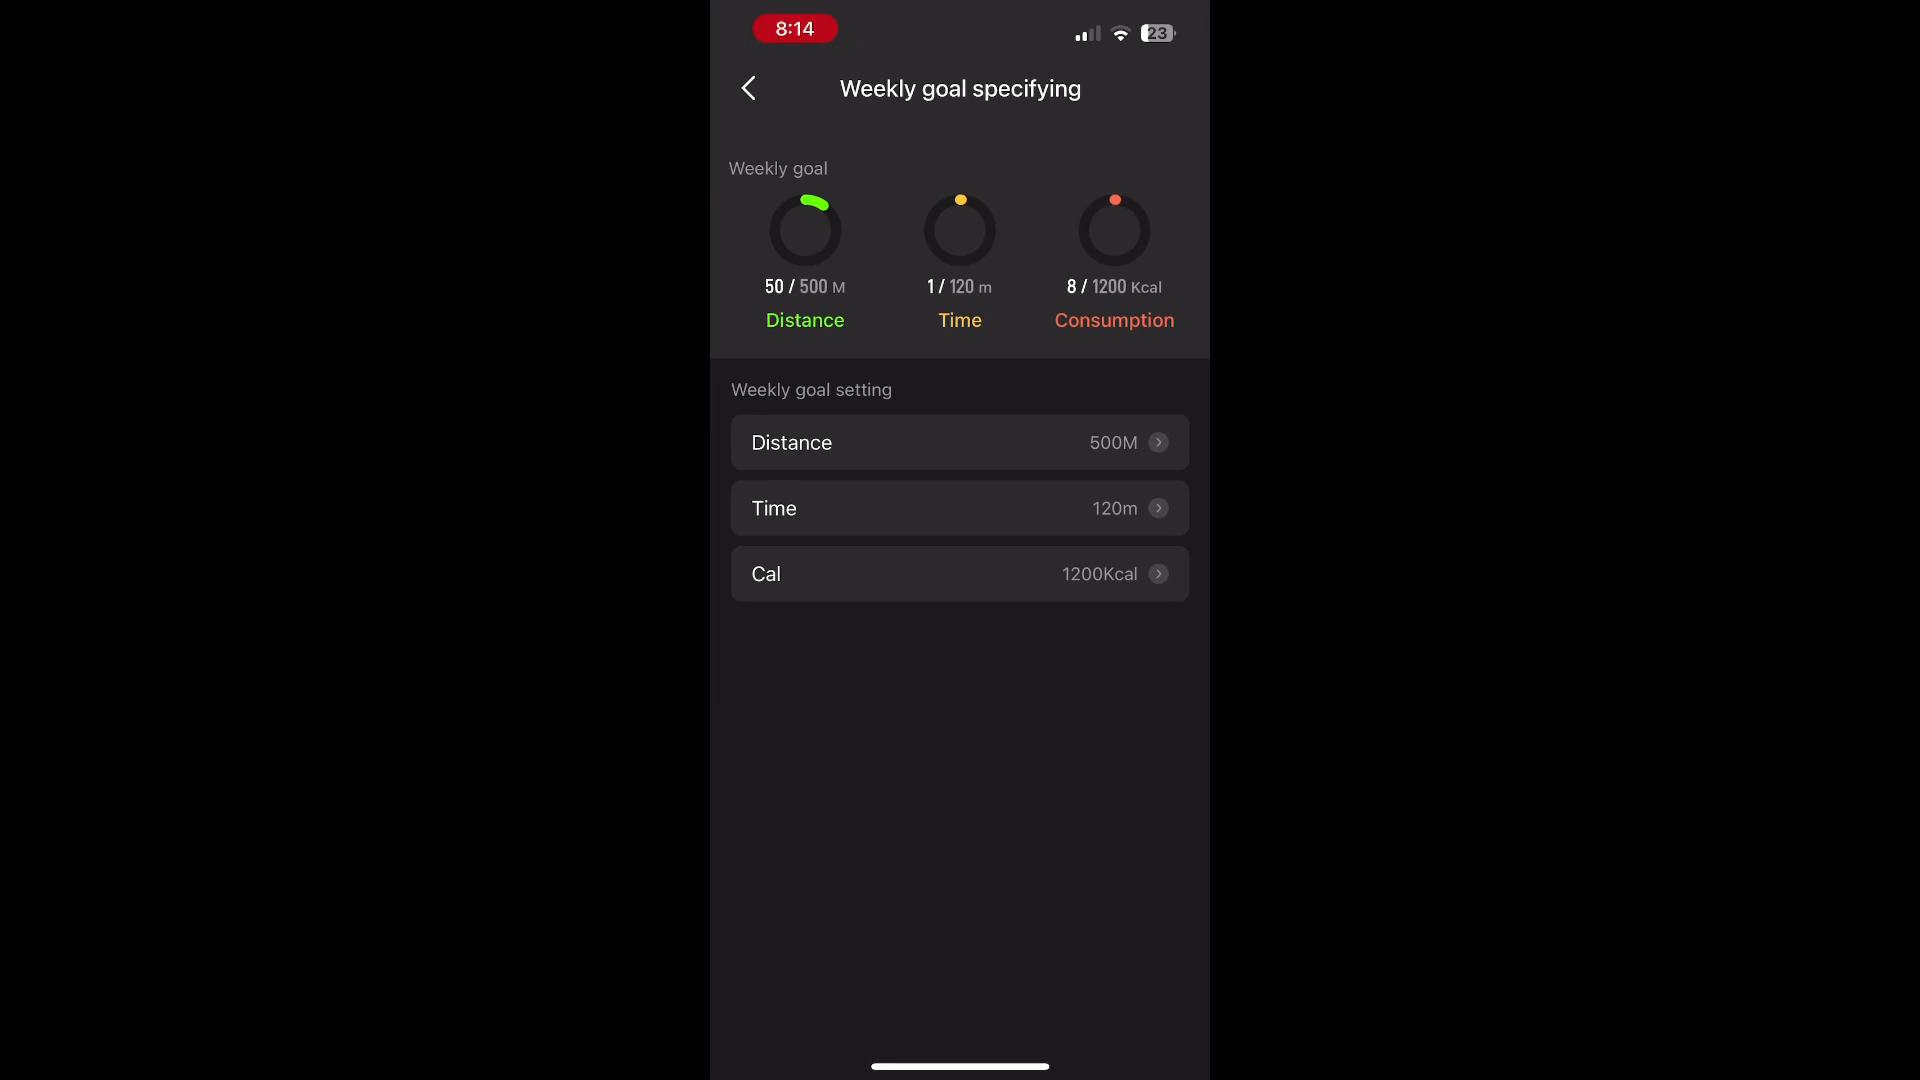 8:14
23
Weekly goal specifying
Weekly goal
50 / 500 M
1 / 120 m
8 / 1200 Kcal
Distance
Time
Consumption
Weekly goal setting
Distance
500M
Time
120m
Cal
1200Kcal